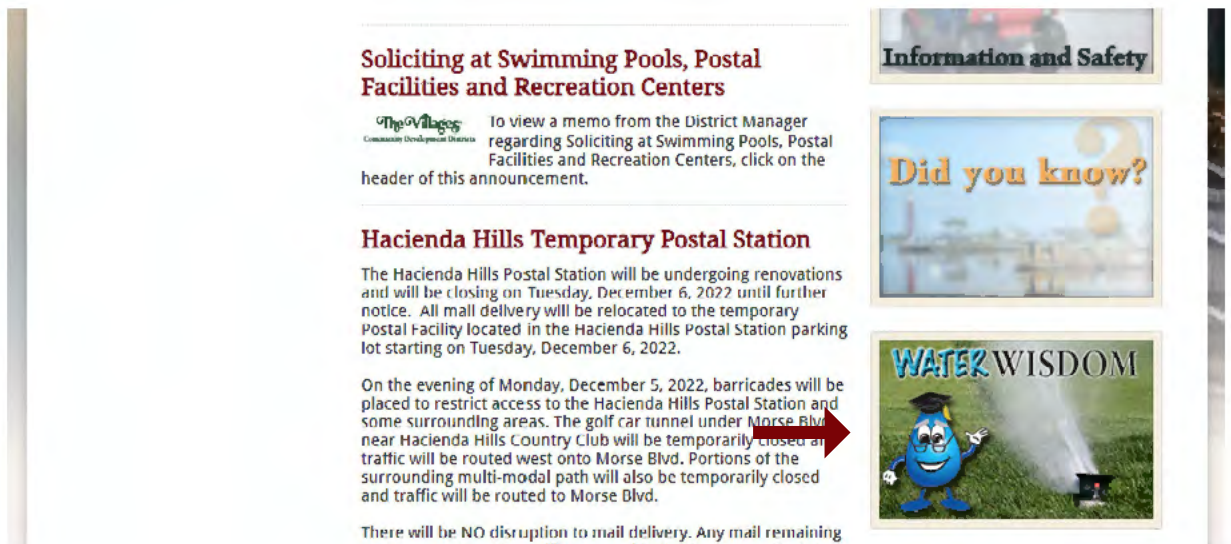 Soliciting at Swimming Pools, Postal
Facilities and Recreation Centers
The Villages
Community Development Districts
To view a memo from the District Manager
regarding Soliciting at Swimming Pools, Postal
Facilities and Recreation Centers, click on the
header of this announcement.
Hacienda Hills Temporary Postal Station
The Hacienda Hills Postal Station will be undergoing renovations
and will be closing on Tuesday, December 6, 2022 until further
notice. All mail delivery will be relocated to the temporary
Postal Facility located in the Hacienda Hills Postal Station parking
lot starting on Tuesday, December 6, 2022.
On the evening of Monday, December 5, 2022, barricades will be
placed to restrict access to the Hacienda Hills Postal Station and
some surrounding areas. The golf car tunnel under Morse
near Hacienda Hills Country Club will be temporarily closed
traffic will be routed west onto Morse Blvd. Portions of the
surrounding multi-modal path will also be temporarily closed
and traffic will be routed to Morse Blvd.
There will be NO disruption to mail delivery. Any mail remaining
Information and Safety
Did you know?
WATER WISDOM